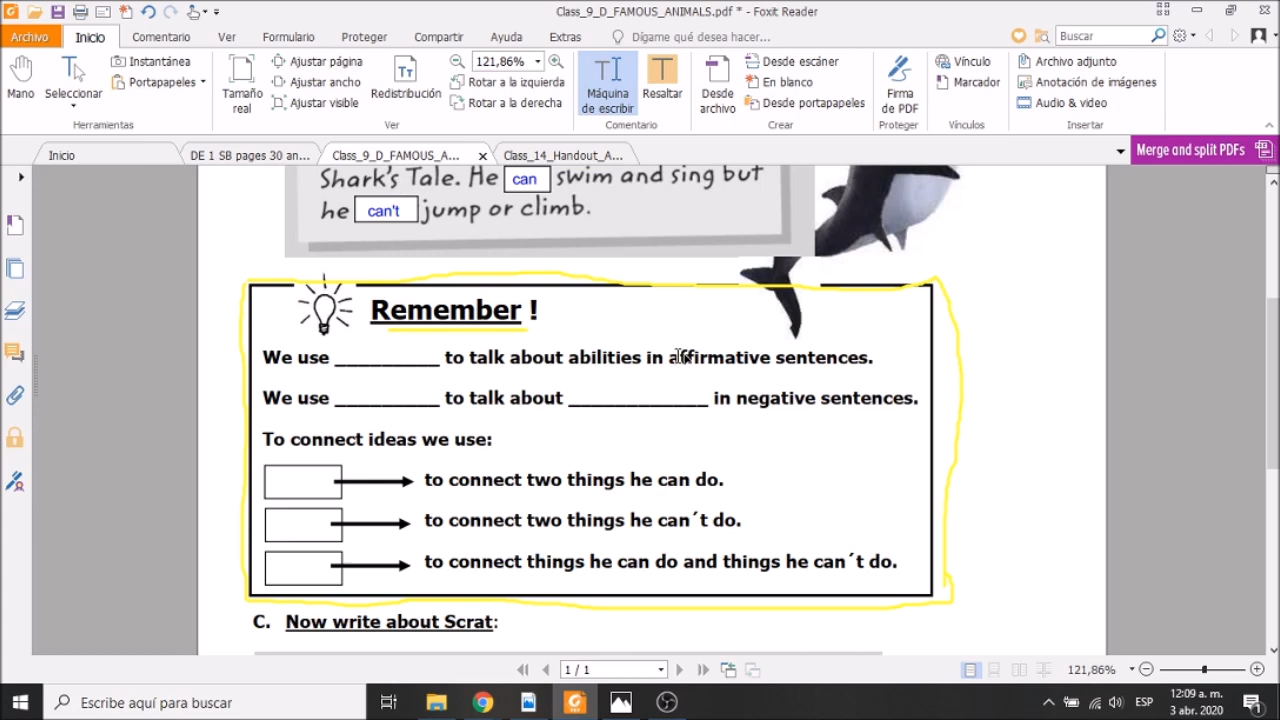 Class_9_D_FAMOUS_ANIMALS.pdf * - Foxit Reader
Archivo Inicio Comentario Ver Formulario Proteger Compartir Ayuda Extras Dígame qué desea hacer... Buscar
Mano
Seleccionar
Instantánea
Portapapeles
Herramientas
Tamaño real
Ajustar página
Ajustar ancho
Ajustar visible
Redistribución
121,86%
Rotar a la izquierda
Rotar a la derecha
Ver
Máquina de escribir
Resaltar
Comentario
Desde archivo
Desde escáner
En blanco
Desde portapapeles
Crear
Firma de PDF
Proteger
Vínculo
Marcador
Vínculos
Archivo adjunto
Anotación de imágenes
Audio & video
Insertar
Inicio DE 1 SB pages 30 an... Class_9_D_FAMOUS_A... Class_14_Handout_A... Merge and split PDFs
Shark's Tale. He can swim and sing but
he can't jump or climb.
Remember !
We use __________ to talk about abilities in affirmative sentences.
We use __________ to talk about _____________ in negative sentences.
To connect ideas we use:
to connect two things he can do.
to connect two things he can´t do.
to connect things he can do and things he can´t do.
C. Now write about Scrat:
1 / 1 121,86%
Escribe aquí para buscar
ESP
12:09 a. m.
3 abr. 2020
1